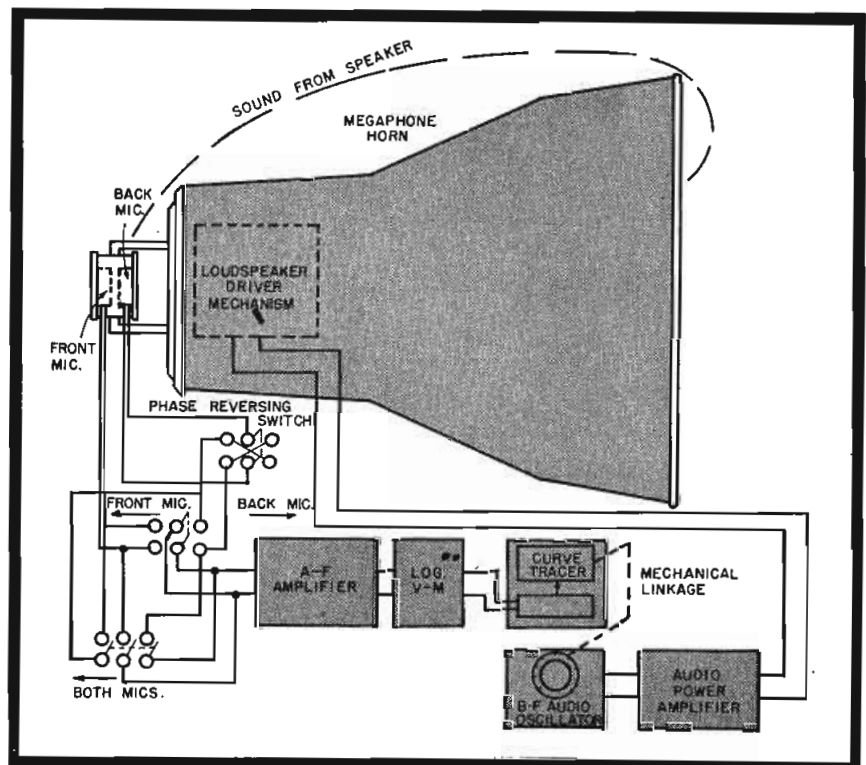 SOUND FROM SPEAKER
MEGAPHONE
HORN
BACK
MIC.
LOUDSPEAKER
DRIVER
MECHANISM
FRONT
MIC.
PHASE REVERSING
SWITCH
FRONT MIC.
BACK MIC.
A-F
AMPLIFIER
LOG.
V-M
CURVE
TRACER
MECHANICAL
LINKAGE
BOTH MICS.
B-F AUDIO
OSCILLATOR
AUDIO
POWER
AMPLIFIER